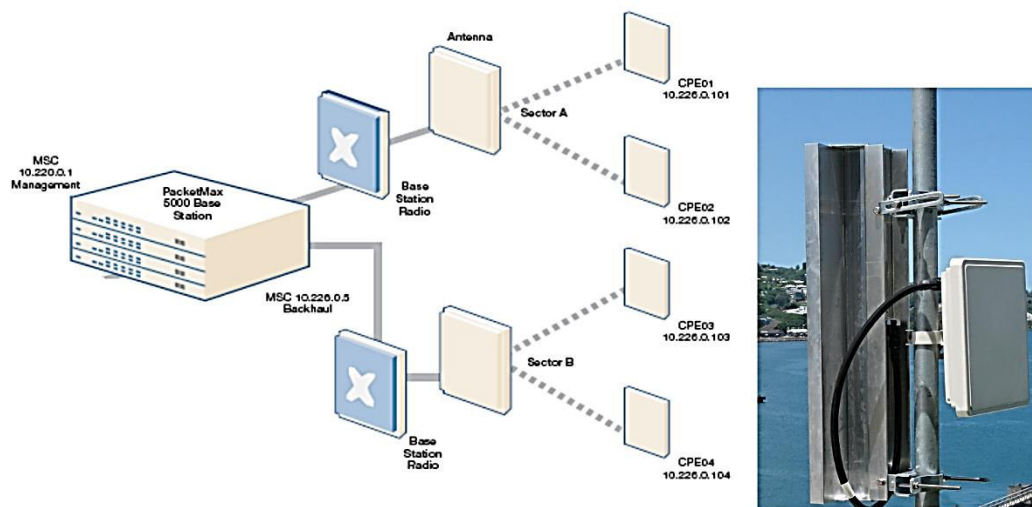 Antenna
CPE01
10.226.0.101
Sector A
MSC
10.220.0.1
Management
PacketMax
5000 Base
Station
Base
Station
Radio
CPE02
10.226.0.102
MSC 10.226.0.5
Backhaul
CPE03
10.226.0.103
Sector B
Base
Station
Radio
CPE04
10.226.0.104